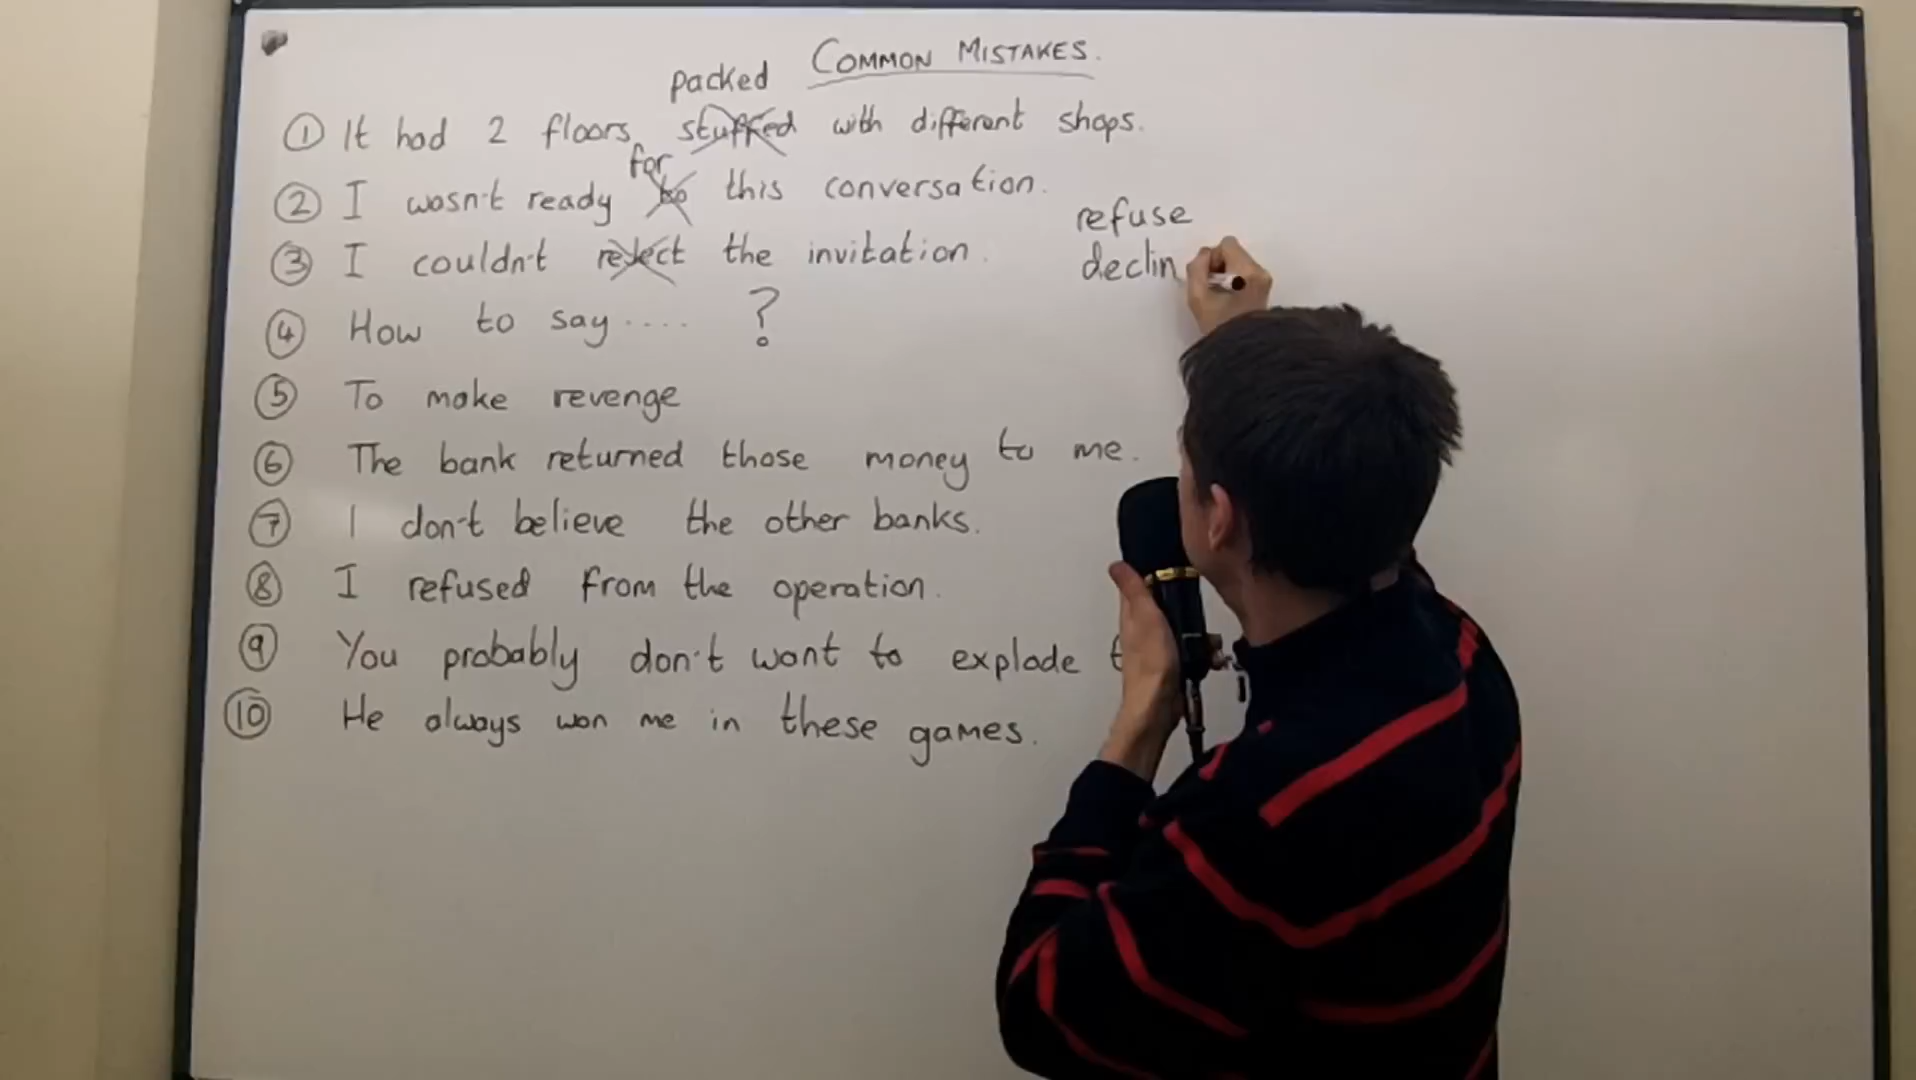 COMMON MISTAKES.
packed
① It had 2 floors stuffed with different shops.
for
② I wasn't ready to this conversation.
refuse
③ I couldn't reject the invitation.
declin
④ How to say.... ?
⑤ To make revenge
⑥ The bank returned those money to me.
⑦ I don't believe the other banks.
⑧ I refused from the operation.
⑨ You probably don't want to explode
⑩ He always won me in these games.